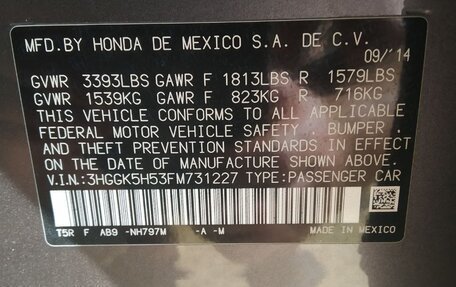 MFD.BY HONDA DE MEXICO S.A. DE C.V.
09/14
GVWR 3393LBS GAWR F 1813LBS R 1579LBS
GVWR 1539KG GAWR F 823KG R 716KG
THIS VEHICLE CONFORMS TO ALL APPLICABLE
FEDERAL MOTOR VEHICLE SAFETY , BUMPER ,
AND THEFT PREVENTION STANDARDS IN EFFECT
ON THE DATE OF MANUFACTURE SHOWN ABOVE.
V.I.N:3HGGK5H53FM731227 TYPE:PASSENGER CAR
T5R F AB9 -NH797M -A -M
MADE IN MEXICO